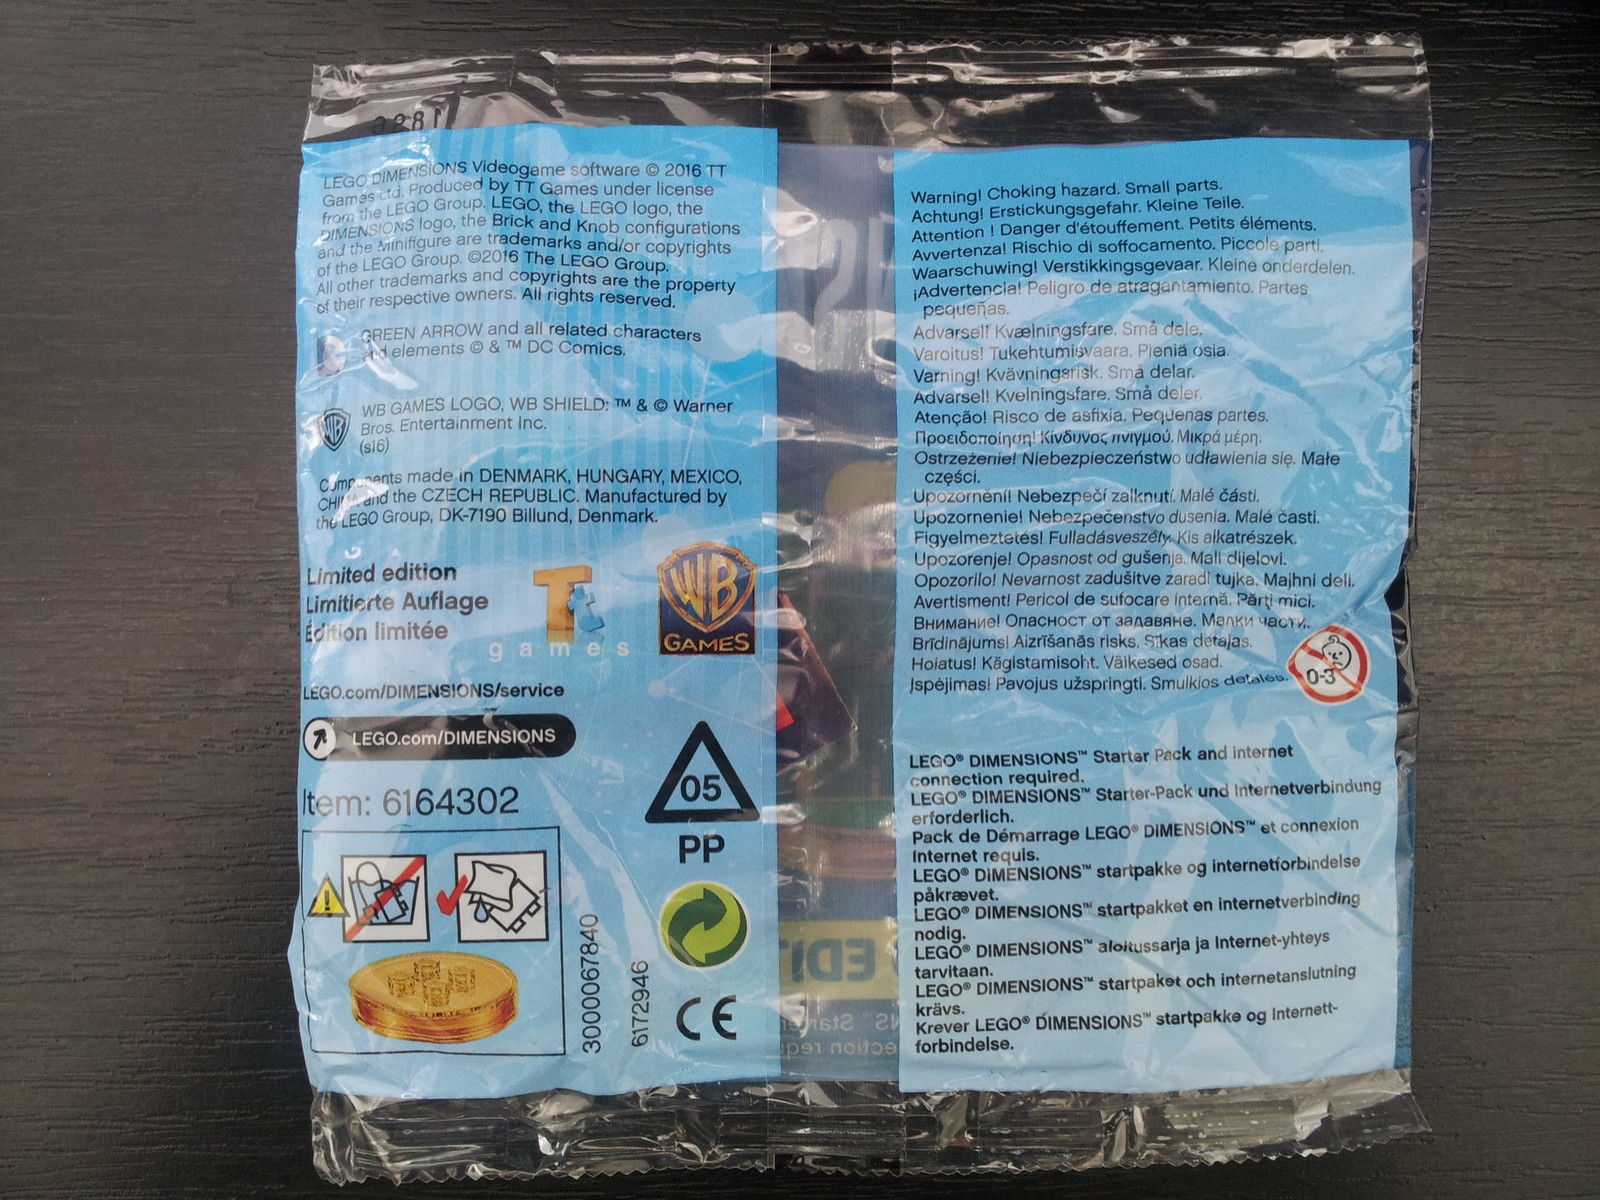 LEGO DIMENSIONS Videogame software © 2016 TT
Games Ltd. Produced by TT Games under license
from the LEGO Group. LEGO, the LEGO logo, the
DIMENSIONS logo, the Brick and Knob configurations
and the Minifigure are trademarks and/or copyrights
of the LEGO Group. ©2016 The LEGO Group.
All other trademarks and copyrights are the property
of their respective owners. All rights reserved.
GREEN ARROW and all related characters
and elements © & ™ DC Comics.
WB GAMES LOGO, WB SHIELD: ™ & © Warner
Bros. Entertainment Inc.
(s16)
Components made in DENMARK, HUNGARY, MEXICO,
CHINA and the CZECH REPUBLIC. Manufactured by
the LEGO Group, DK-7190 Billund, Denmark.
Limited edition
Limitierte Auflage
Édition limitée
TT games
WB GAMES
LEGO.com/DIMENSIONS/service
LEGO.com/DIMENSIONS
Item: 6164302
05
PP
3000067840
6172946
CE
Warning! Choking hazard. Small parts.
Achtung! Erstickungsgefahr. Kleine Teile.
Attention ! Danger d'étouffement. Petits éléments.
Avvertenza! Rischio di soffocamento. Piccole parti.
Waarschuwing! Verstikkingsgevaar. Kleine onderdelen.
¡Advertencia! Peligro de atragantamiento. Partes
pequeñas.
Advarsel! Kvælningsfare. Små dele.
Varoitus! Tukehtumisvaara. Pieniä osia.
Varning! Kvävningsrisk. Små delar.
Advarsel! Kvelningsfare. Små deler.
Atenção! Risco de asfixia. Pequenas partes.
Προειδοποίηση! Κίνδυνος πνιγμού. Μικρά μέρη.
Ostrzeżenie! Niebezpieczeństwo udławienia się. Małe
części.
Upozornění! Nebezpečí zalknutí. Malé části.
Upozornenie! Nebezpečenstvo dusenia. Malé časti.
Figyelmeztetés! Fulladásveszély. Kis alkatrészek.
Upozorenje! Opasnost od gušenja. Mali dijelovi.
Opozorilo! Nevarnost zadušitve zaradi tujka. Majhni deli.
Avertisment! Pericol de sufocare internă. Părţi mici.
Внимание! Опасност от задавяне. Малки части.
Brīdinājums! Aizrīšanās risks. Sīkas detaļas.
Hoiatus! Kägistamisoht. Väikesed osad.
Įspėjimas! Pavojus užspringti. Smulkios detalės.
0-3
LEGO® DIMENSIONS™ Starter Pack and internet
connection required.
LEGO® DIMENSIONS™ Starter-Pack und Internetverbindung
erforderlich.
Pack de Démarrage LEGO® DIMENSIONS™ et connexion
Internet requis.
LEGO® DIMENSIONS™ startpakke og internetforbindelse
påkrævet.
LEGO® DIMENSIONS™ startpakket en internetverbinding
nodig.
LEGO® DIMENSIONS™ aloitussarja ja Internet-yhteys
tarvitaan.
LEGO® DIMENSIONS™ startpaket och internetanslutning
krävs.
Krever LEGO® DIMENSIONS™ startpakke og Internett-
forbindelse.